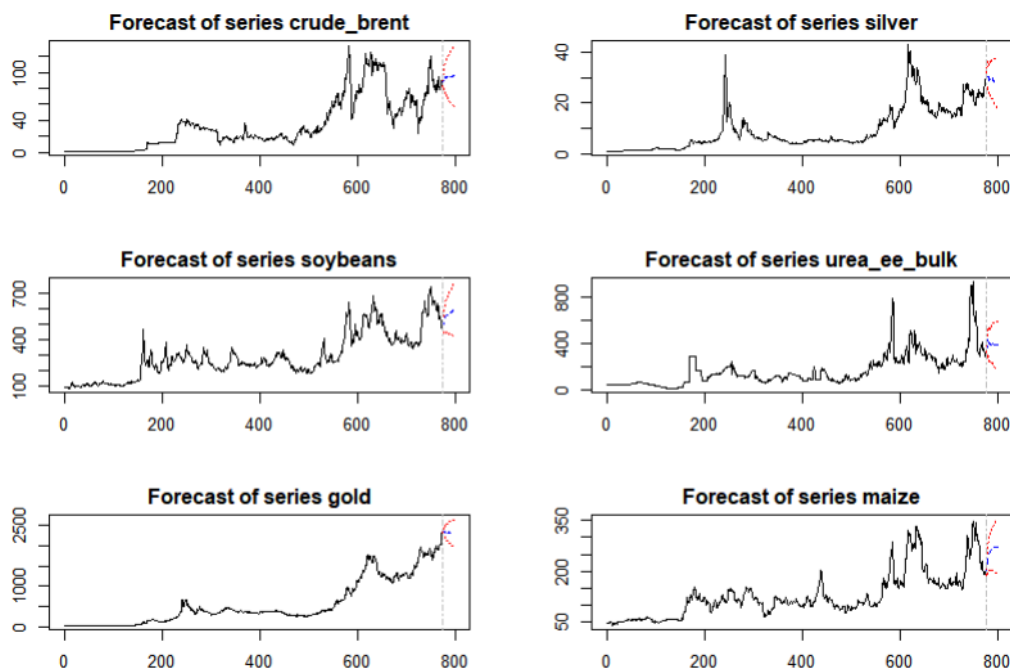 Forecast of series crude_brent
100
40
0
0 200 400 600 800
Forecast of series silver
40
20
0
0 200 400 600 800
Forecast of series soybeans
700
400
100
0 200 400 600 800
Forecast of series urea_ee_bulk
800
400
0
0 200 400 600 800
Forecast of series gold
2500
1000
0
0 200 400 600 800
Forecast of series maize
350
200
50
0 200 400 600 800